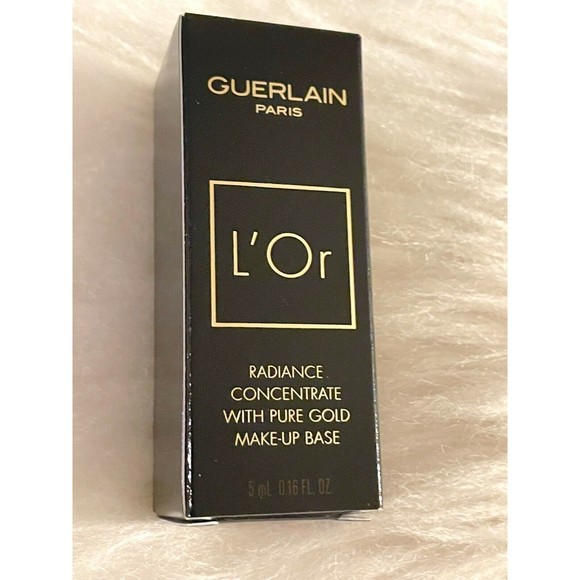 GUERLAIN
PARIS
L'Or
RADIANCE
CONCENTRATE
WITH PURE GOLD
MAKE-UP BASE
5 mL 0.16 FL. OZ.